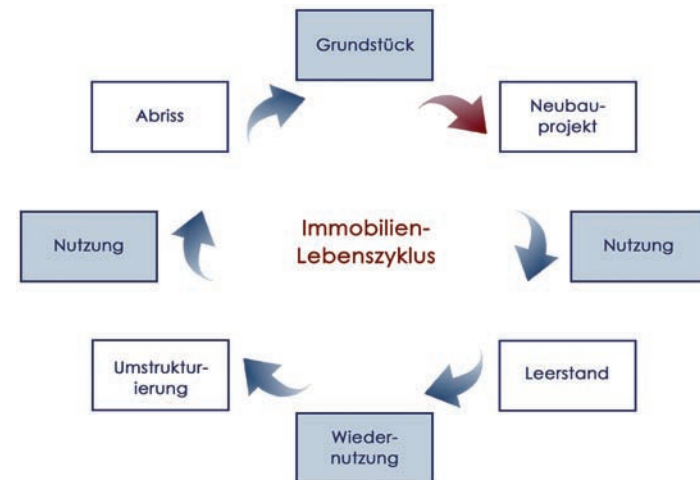 Grundstück
Abriss
Neubau-
projekt
Nutzung
Immobilien-
Lebenszyklus
Nutzung
Umstruktur-
ierung
Leerstand
Wieder-
nutzung